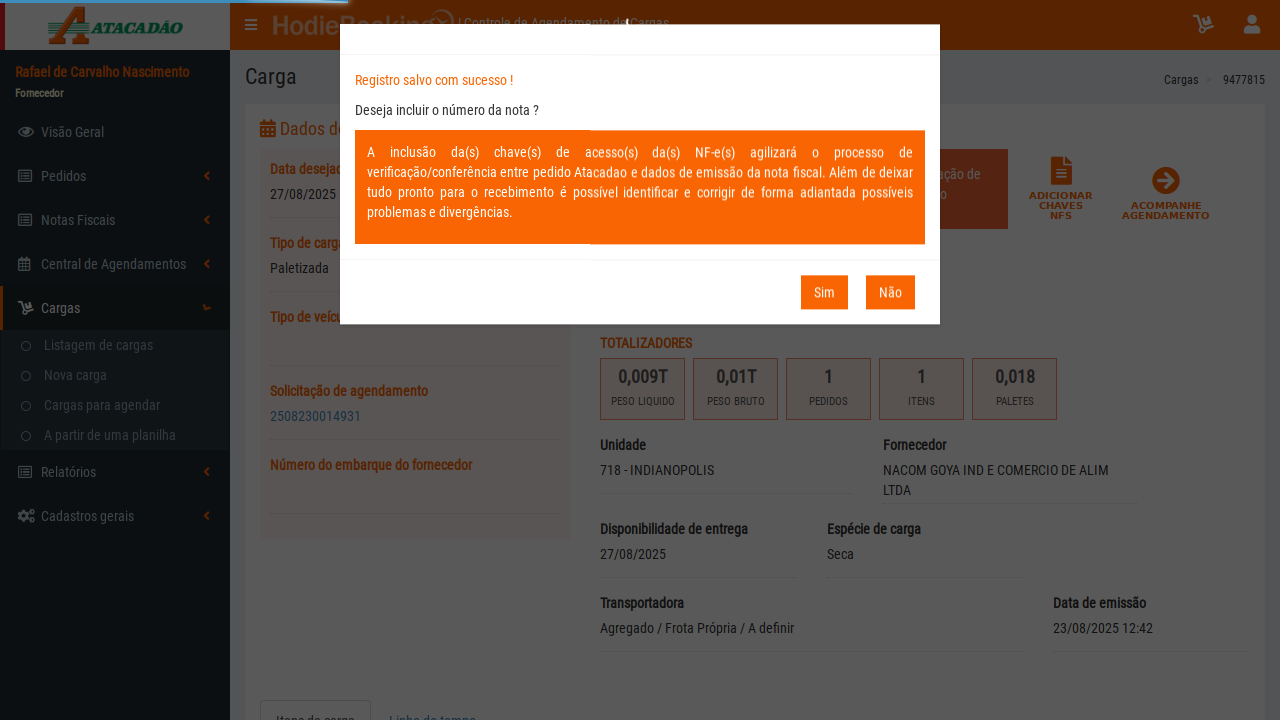 ATACADÃO
HodieBooking | Controle de Agendamento de Cargas
Rafael de Carvalho Nascimento
Fornecedor
Visão Geral
Pedidos
Notas Fiscais
Central de Agendamentos
Cargas
Listagem de cargas
Nova carga
Cargas para agendar
A partir de uma planilha
Relatórios
Cadastros gerais
Carga
Cargas
9477815
Registro salvo com sucesso !
Deseja incluir o número da nota ?
A inclusão da(s) chave(s) de acesso(s) da(s) NF-e(s) agilizará o processo de
verificação/conferência entre pedido Atacadao e dados de emissão da nota fiscal. Além de deixar
tudo pronto para o recebimento é possível identificar e corrigir de forma adiantada possíveis
problemas e divergências.
Sim
Não
Dados d
Data deseja
27/08/2025
Tipo de carga
Paletizada
Tipo de veícu
Solicitação de agendamento
2508230014931
Número do embarque do fornecedor
ação de
o
ADICIONAR
CHAVES
NFS
ACOMPANHE
AGENDAMENTO
TOTALIZADORES
0,009T
PESO LIQUIDO
0,01T
PESO BRUTO
1
PEDIDOS
1
ITENS
0,018
PALETES
Unidade
718 - INDIANOPOLIS
Fornecedor
NACOM GOYA IND E COMERCIO DE ALIM
LTDA
Disponibilidade de entrega
27/08/2025
Espécie de carga
Seca
Transportadora
Agregado / Frota Própria / A definir
Data de emissão
23/08/2025 12:42
Itens da carga
Linha do tempo